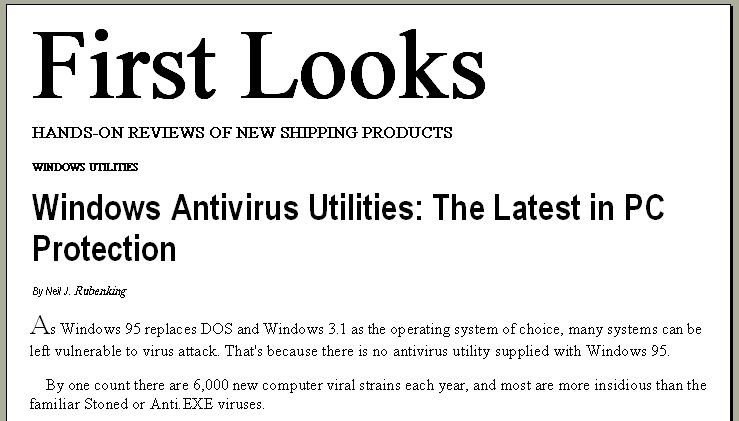 First Looks
HANDS-ON REVIEWS OF NEW SHIPPING PRODUCTS
WINDOWS UTILITIES
Windows Antivirus Utilities: The Latest in PC
Protection
By Neil J. Rubenking
As Windows 95 replaces DOS and Windows 3.1 as the operating system of choice, many systems can be
left vulnerable to virus attack. That's because there is no antivirus utility supplied with Windows 95.
By one count there are 6,000 new computer viral strains each year, and most are more insidious than the
familiar Stoned or Anti.EXE viruses.